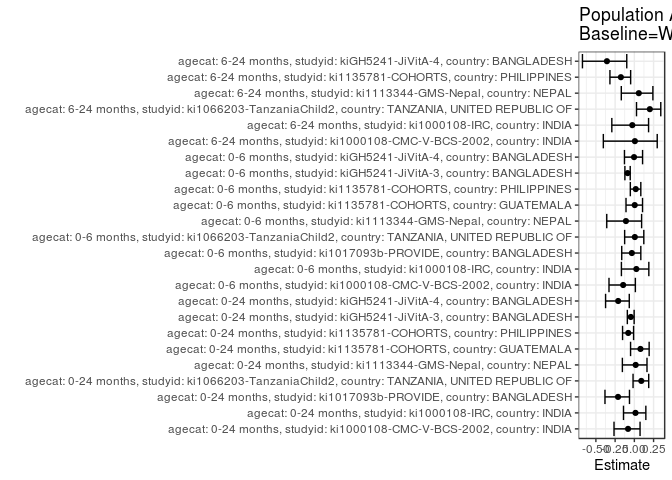 Population A
Baseline=W
agecat: 6-24 months, studyid: kiGH5241-JiVitA-4, country: BANGLADESH
agecat: 6-24 months, studyid: ki1135781-COHORTS, country: PHILIPPINES
agecat: 6-24 months, studyid: ki1113344-GMS-Nepal, country: NEPAL
agecat: 6-24 months, studyid: ki1066203-TanzaniaChild2, country: TANZANIA, UNITED REPUBLIC OF
agecat: 6-24 months, studyid: ki1000108-IRC, country: INDIA
agecat: 6-24 months, studyid: ki1000108-CMC-V-BCS-2002, country: INDIA
agecat: 0-6 months, studyid: kiGH5241-JiVitA-4, country: BANGLADESH
agecat: 0-6 months, studyid: kiGH5241-JiVitA-3, country: BANGLADESH
agecat: 0-6 months, studyid: ki1135781-COHORTS, country: PHILIPPINES
agecat: 0-6 months, studyid: ki1135781-COHORTS, country: GUATEMALA
agecat: 0-6 months, studyid: ki1113344-GMS-Nepal, country: NEPAL
agecat: 0-6 months, studyid: ki1066203-TanzaniaChild2, country: TANZANIA, UNITED REPUBLIC OF
agecat: 0-6 months, studyid: ki1017093b-PROVIDE, country: BANGLADESH
agecat: 0-6 months, studyid: ki1000108-IRC, country: INDIA
agecat: 0-6 months, studyid: ki1000108-CMC-V-BCS-2002, country: INDIA
agecat: 0-24 months, studyid: kiGH5241-JiVitA-4, country: BANGLADESH
agecat: 0-24 months, studyid: kiGH5241-JiVitA-3, country: BANGLADESH
agecat: 0-24 months, studyid: ki1135781-COHORTS, country: PHILIPPINES
agecat: 0-24 months, studyid: ki1135781-COHORTS, country: GUATEMALA
agecat: 0-24 months, studyid: ki1113344-GMS-Nepal, country: NEPAL
agecat: 0-24 months, studyid: ki1066203-TanzaniaChild2, country: TANZANIA, UNITED REPUBLIC OF
agecat: 0-24 months, studyid: ki1017093b-PROVIDE, country: BANGLADESH
agecat: 0-24 months, studyid: ki1000108-IRC, country: INDIA
agecat: 0-24 months, studyid: ki1000108-CMC-V-BCS-2002, country: INDIA
-0.50 -0.25 0.00 0.25
Estimate